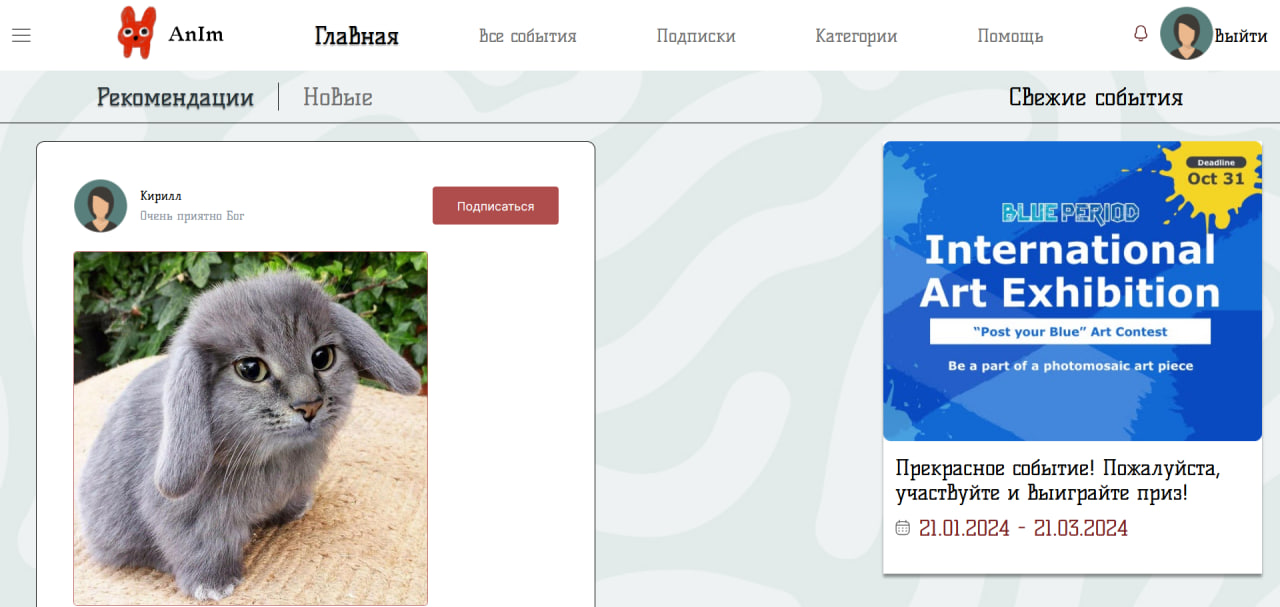 AnIm
Главная
Все события
Подписки
Категории
Помощь
Выйти
Рекомендации
Новые
Свежие события
Кирилл
Очень приятно Бог
Подписаться
Deadline
Oct 31
BLUE PERIOD
International
Art Exhibition
“Post your Blue” Art Contest
Be a part of a photomosaic art piece
Прекрасное событие! Пожалуйста,
участвуйте и выиграйте приз!
21.01.2024 - 21.03.2024